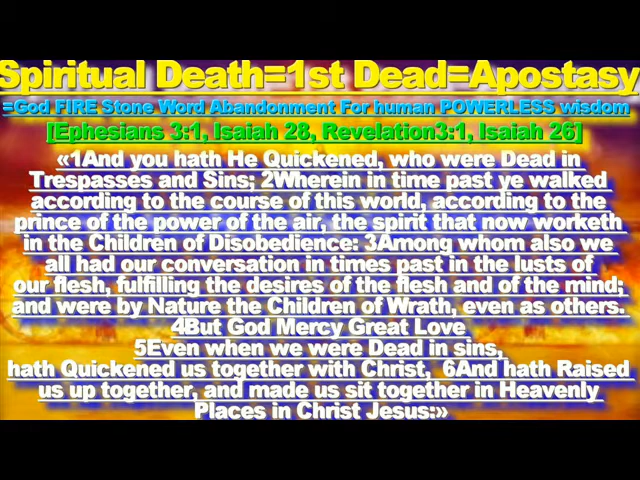 Spiritual Death=1st Dead=Apostasy
=God FIRE Stone Word Abandonment For human POWERLESS wisdom
[Ephesians 3:1, Isaiah 28, Revelation3:1, Isaiah 26]
«1And you hath He Quickened, who were Dead in
Trespasses and Sins; 2Wherein in time past ye walked
according to the course of this world, according to the
prince of the power of the air, the spirit that now worketh
in the Children of Disobedience: 3Among whom also we
all had our conversation in times past in the lusts of
our flesh, fulfilling the desires of the flesh and of the mind;
and were by Nature the Children of Wrath, even as others.
4But God Mercy Great Love
5Even when we were Dead in sins,
hath Quickened us together with Christ, 6And hath Raised
us up together, and made us sit together in Heavenly
Places in Christ Jesus:»